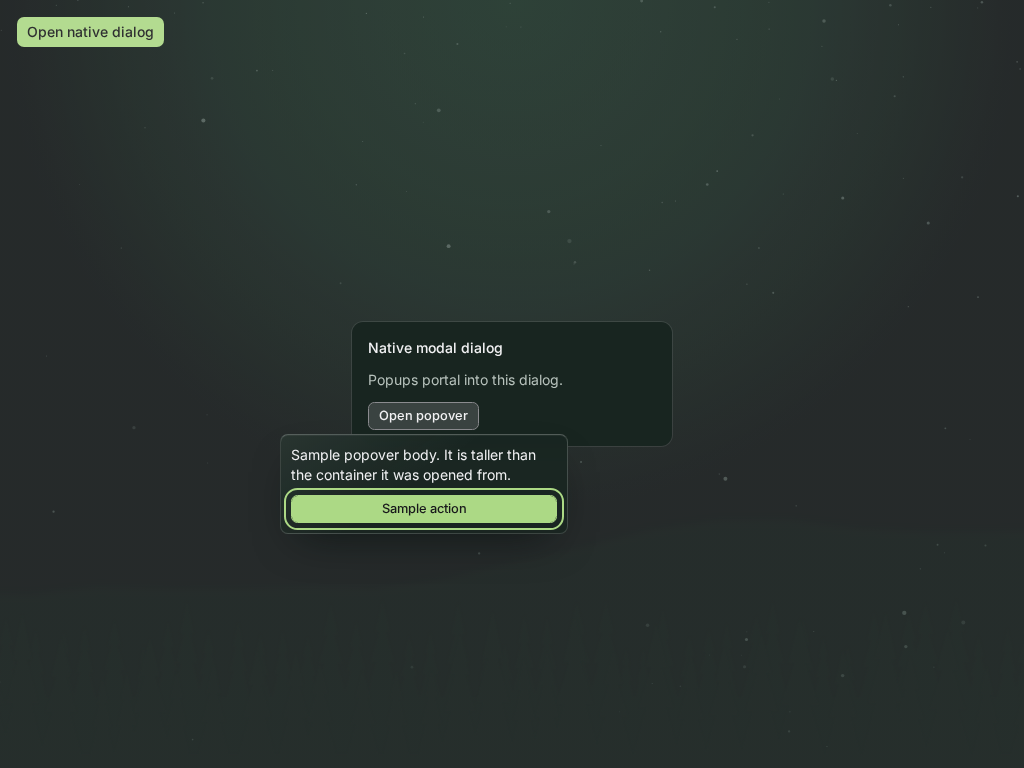 Open native dialog
Native modal dialog
Popups portal into this dialog.
Open popover
Sample popover body. It is taller than
the container it was opened from.
Sample action